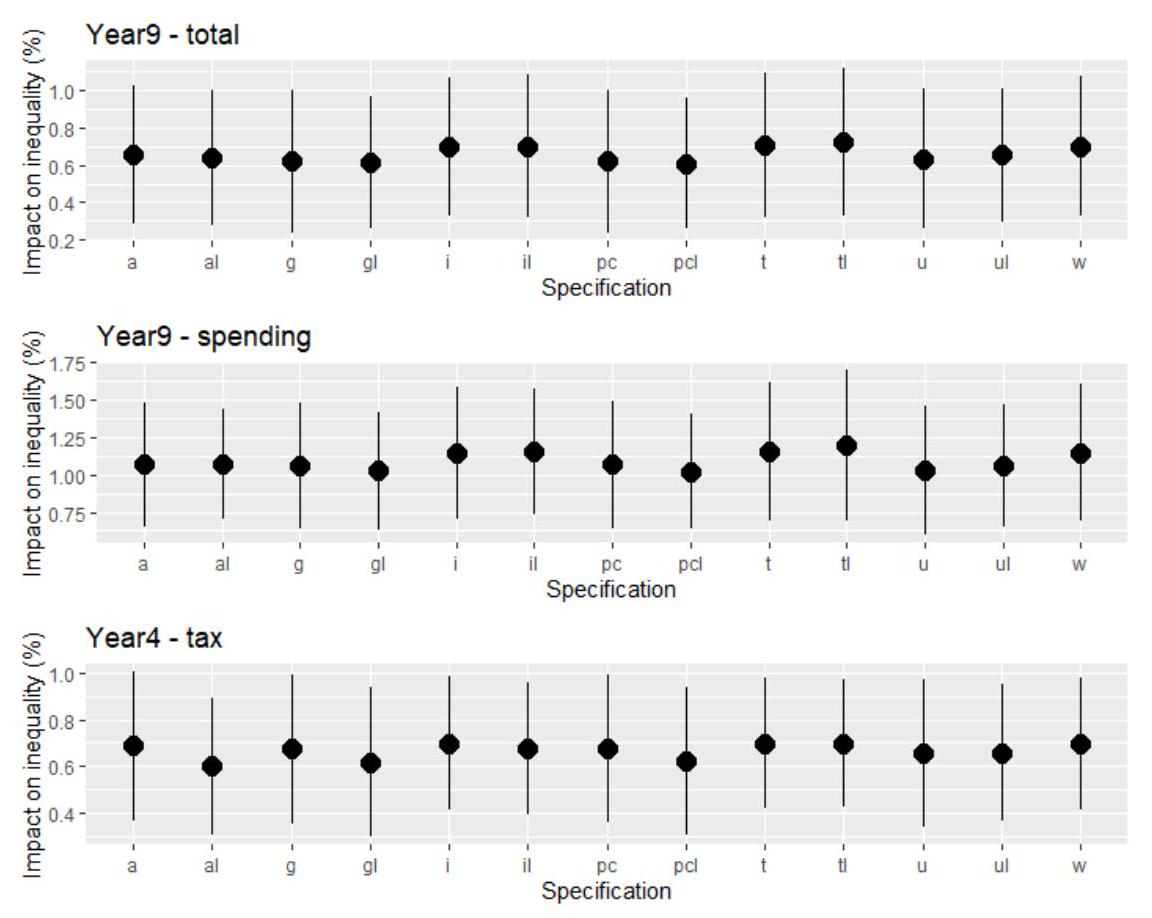 Year9 - total
Impact on inequality (%)
1.0
0.8
0.6
0.4
0.2
a al g gl i il pc pcl t tl u ul w
Specification
Year9 - spending
Impact on inequality (%)
1.75
1.50
1.25
1.00
0.75
a al g gl i il pc pcl t tl u ul w
Specification
Year4 - tax
Impact on inequality (%)
1.0
0.8
0.6
0.4
a al g gl i il pc pcl t tl u ul w
Specification